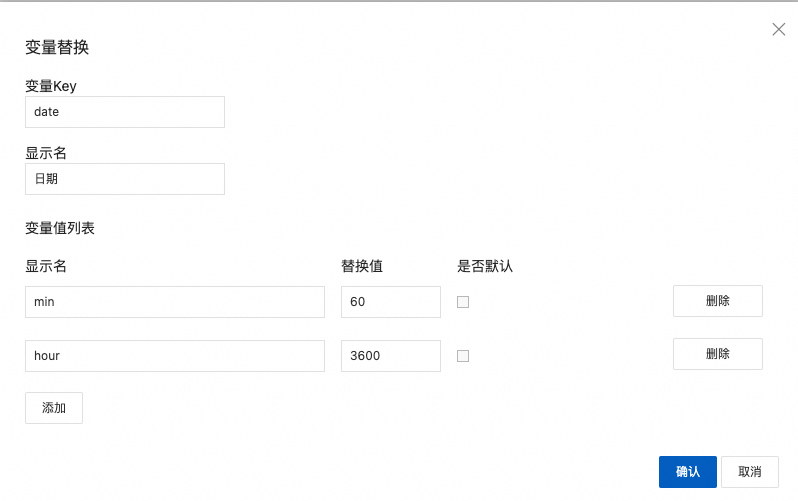 变量替换
变量Key
date
显示名
日期
变量值列表
显示名 替换值 是否默认
min 60 删除
hour 3600 删除
添加
确认 取消